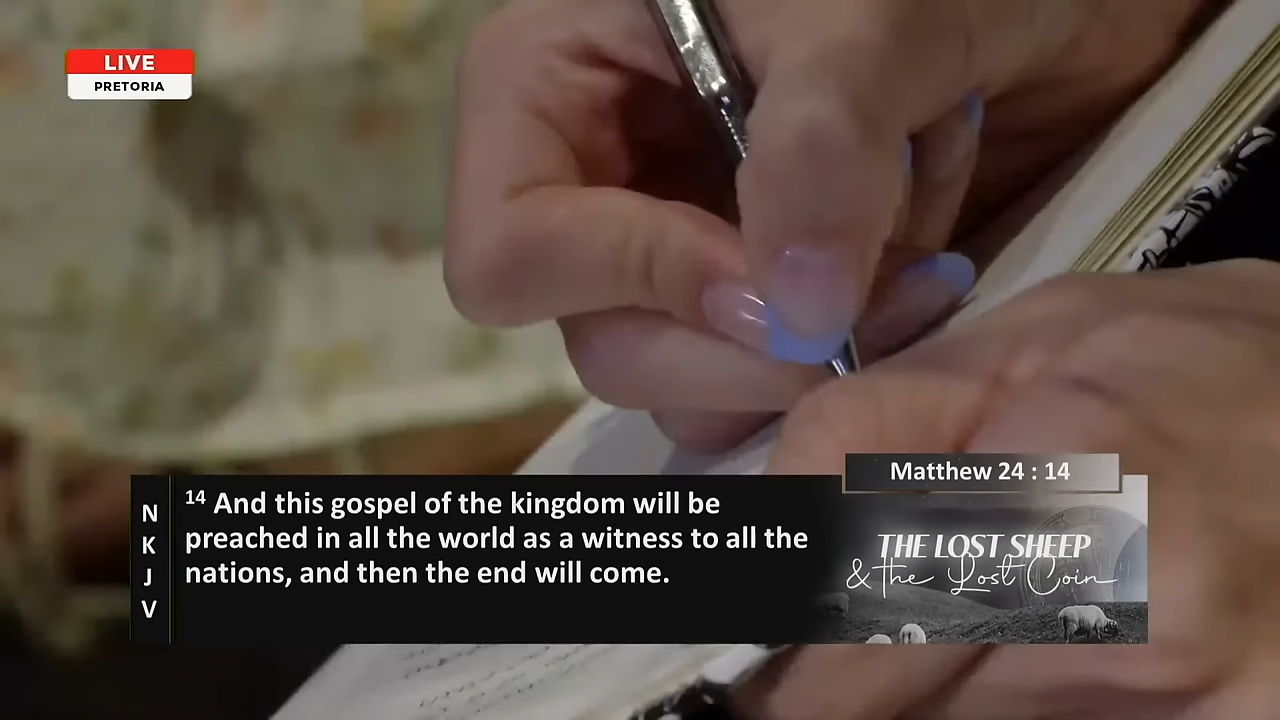 LIVE
PRETORIA
Matthew 24 : 14
N
K
J
V
14 And this gospel of the kingdom will be
preached in all the world as a witness to all the
nations, and then the end will come.
THE LOST SHEEP
& the Lost Coin